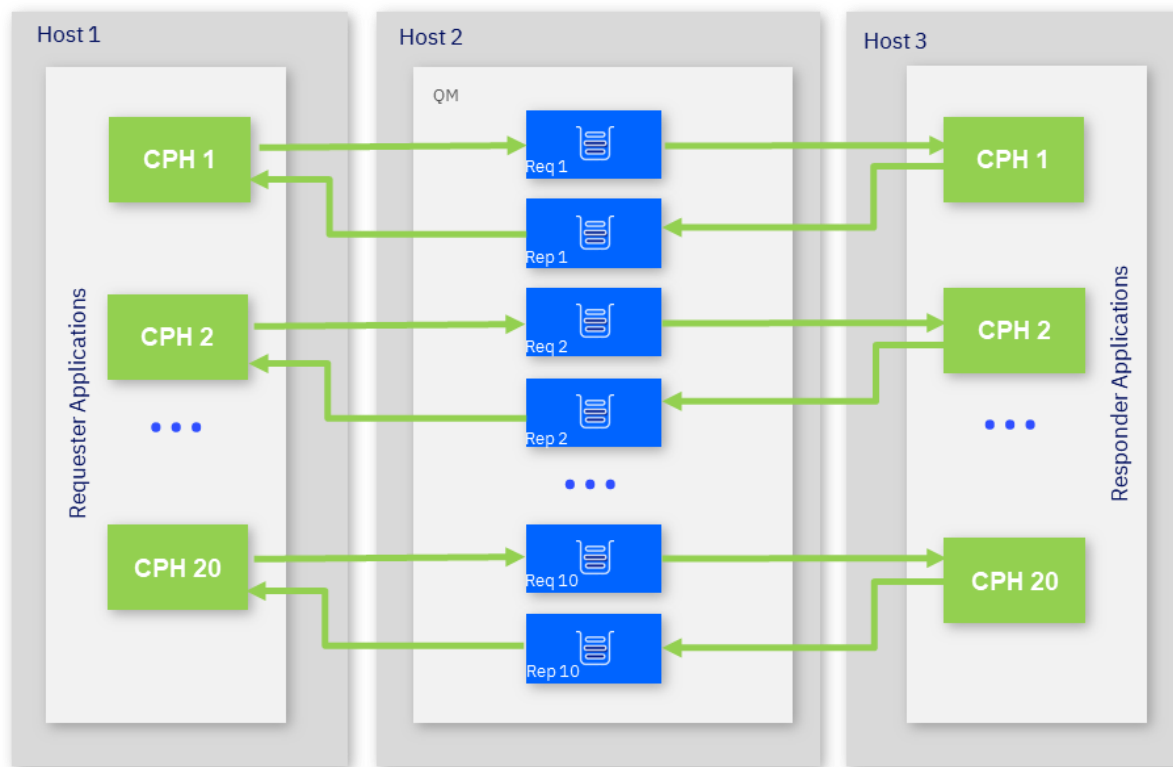 Host 1
Host 2
Host 3
QM
CPH 1
Req 1
CPH 1
Rep 1
Requester Applications
CPH 2
Req 2
CPH 2
Responder Applications
Rep 2
CPH 20
Req 10
CPH 20
Rep 10